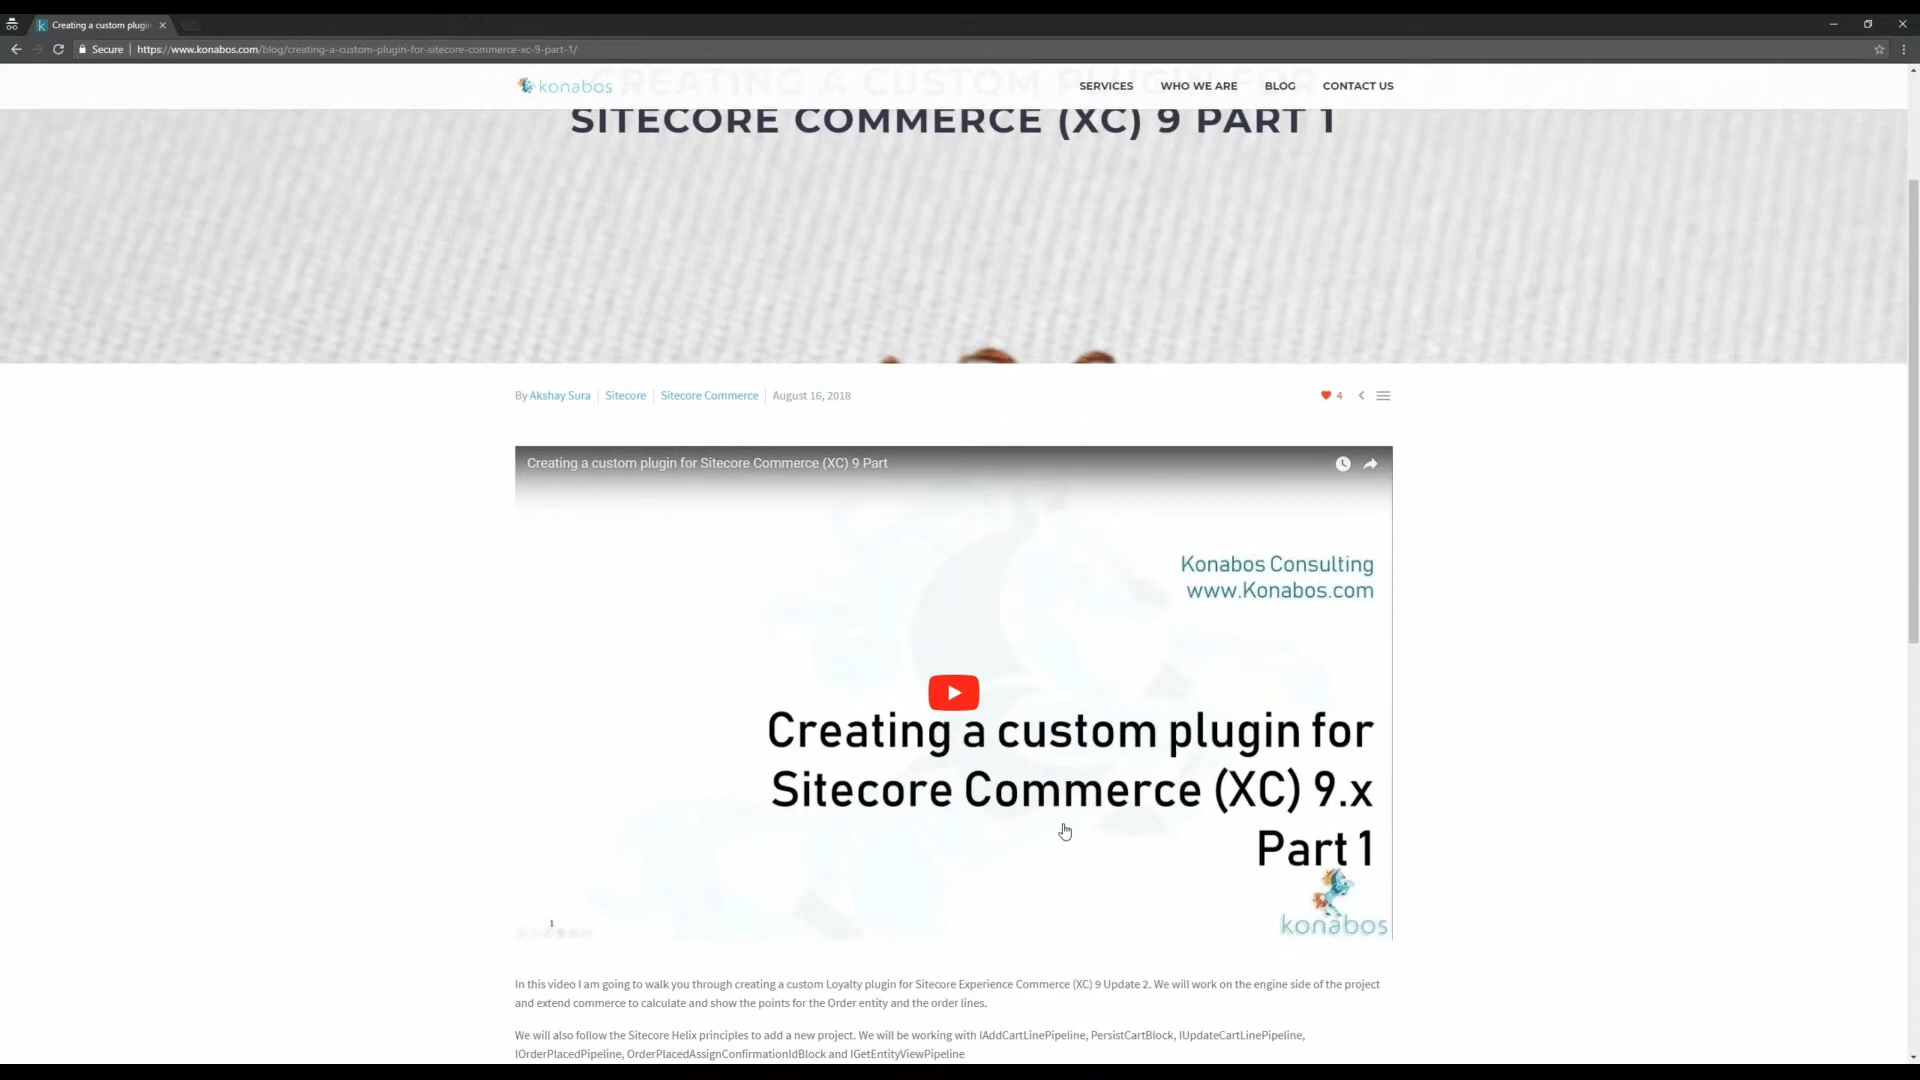 Creating a custom plugin
Secure | https://www.konabos.com/blog/creating-a-custom-plugin-for-sitecore-commerce-xc-9-part-1/
konabos
CREATING A CUSTOM PLUGIN FOR
SERVICES WHO WE ARE BLOG CONTACT US
SITECORE COMMERCE (XC) 9 PART 1
By Akshay Sura | Sitecore | Sitecore Commerce | August 16, 2018
4
Creating a custom plugin for Sitecore Commerce (XC) 9 Part
Konabos Consulting
www.Konabos.com
Creating a custom plugin for
Sitecore Commerce (XC) 9.x
Part 1
1
konabos
In this video I am going to walk you through creating a custom Loyalty plugin for Sitecore Experience Commerce (XC) 9 Update 2. We will work on the engine side of the project
and extend commerce to calculate and show the points for the Order entity and the order lines.
We will also follow the Sitecore Helix principles to add a new project. We will be working with IAddCartLinePipeline, PersistCartBlock, IUpdateCartLinePipeline,
IOrderPlacedPipeline, OrderPlacedAssignConfirmationIdBlock and IGetEntityViewPipeline